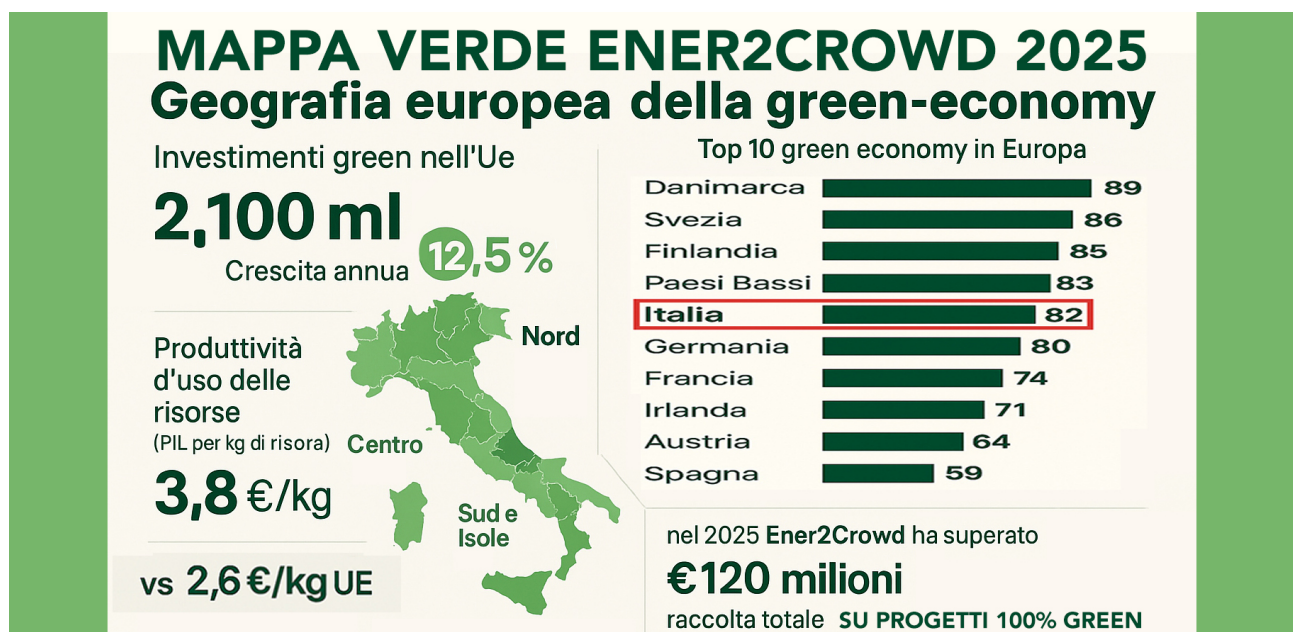 MAPPA VERDE ENER2CROWD 2025
Geografia europea della green-economy
Investimenti green nell'Ue
2,100 ml
Crescita annua 12,5 %
Produttività
d'uso delle
risorse
(PIL per kg di risora)
3,8 €/kg
vs 2,6 €/kg UE
Nord
Centro
Sud e
Isole
Top 10 green economy in Europa
Danimarca 89
Svezia 86
Finlandia 85
Paesi Bassi 83
Italia 82
Germania 80
Francia 74
Irlanda 71
Austria 64
Spagna 59
nel 2025 Ener2Crowd ha superato
€120 milioni
raccolta totale SU PROGETTI 100% GREEN